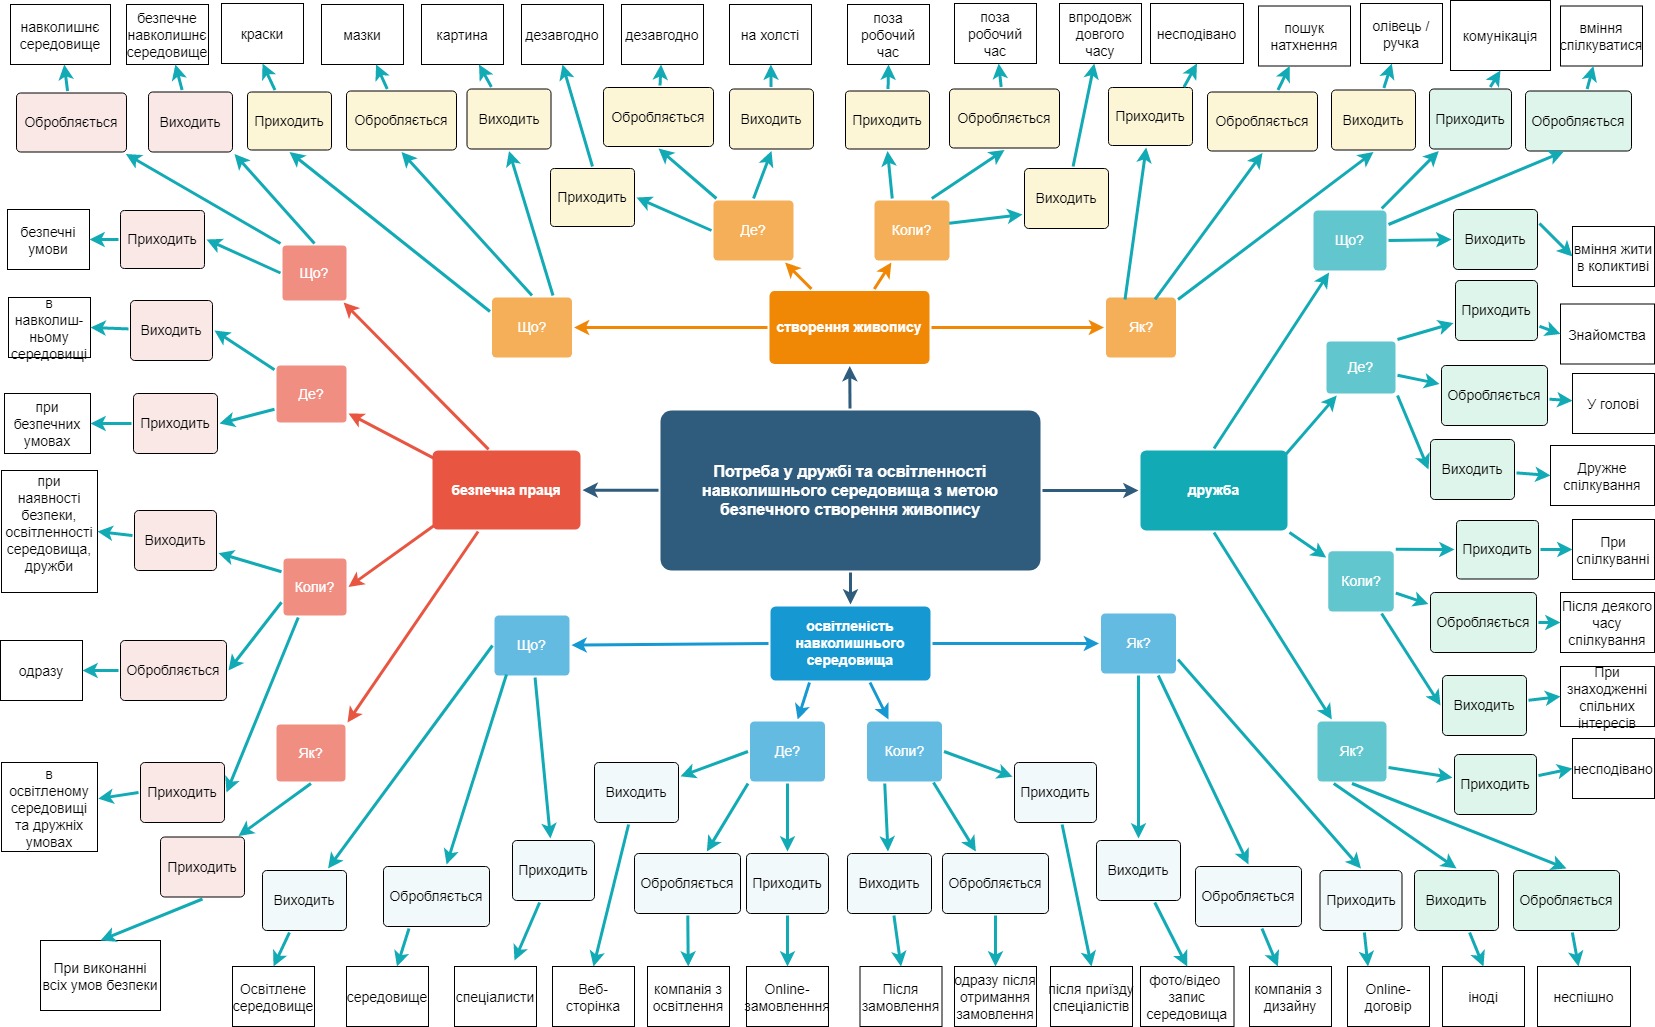 навколишнє
середовище
безпечне
навколишнє
середовище
краски
мазки
картина
дезавгодно
дезавгодно
на холсті
поза
робочий
час
поза
робочий
час
впродовж
довгого
часу
несподівано
пошук
натхнення
олівець /
ручка
комунікація
вміння
спілкуватися
Обробляється
Виходить
Приходить
Обробляється
Виходить
Обробляється
Виходить
Приходить
Обробляється
Приходить
Обробляється
Виходить
Приходить
Обробляється
Приходить
Виходить
безпечні
умови
Приходить
Що?
Де?
Коли?
Що?
Виходить
вміння жити
в коликтиві
в
навколиш-
ньому
середовищі
Виходить
Що?
створення живопису
Як?
Приходить
Знайомства
Де?
Де?
Обробляється
У голові
при
безпечних
умовах
Приходить
безпечна праця
Потреба у дружбі та освітленності
навколишнього середовища з метою
безпечного створення живопису
дружба
Виходить
Дружне
спілкування
при
наявності
безпеки,
освітленності
середовища,
дружби
Виходить
Коли?
Приходить
При
спілкуванні
Коли?
Обробляється
Після деякого
часу
спілкування
одразу
Обробляється
Що?
освітленість
навколишнього
середовища
Як?
Виходить
При
знаходженні
спільних
інтересів
Як?
Де?
Коли?
Як?
Приходить
несподівано
в
освітленому
середовищі
та дружніх
умовах
Приходить
Виходить
Приходить
Приходить
Виходить
Обробляється
Приходить
Обробляється
Приходить
Виходить
Обробляється
Виходить
Обробляється
Приходить
Виходить
Обробляється
При виконанні
всіх умов безпеки
Освітлене
середовище
середовище
спеціалисти
Веб-
сторінка
компанія з
освітлення
Online-
замовленння
Після
замовлення
одразу після
отримання
замовлення
після приїзду
спеціалістів
фото/відео
запис
середовища
компанія з
дизайну
Online-
договір
іноді
неспішно